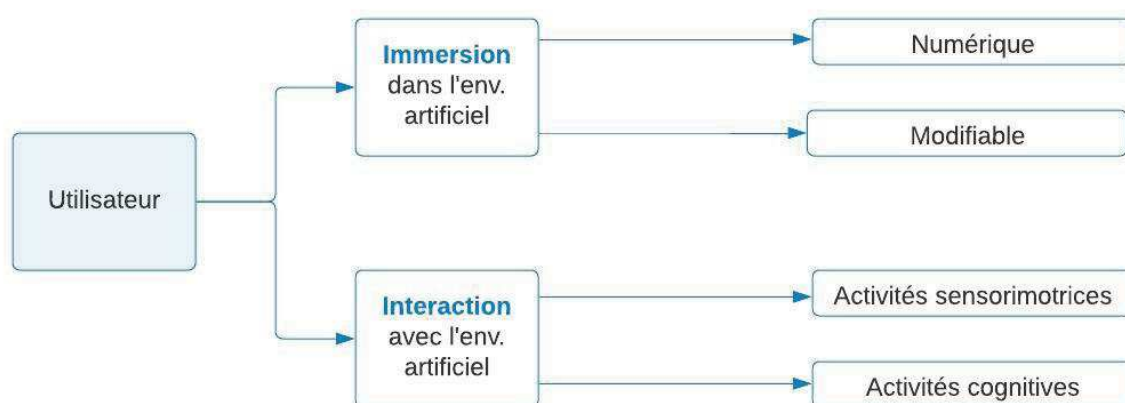 Utilisateur
Immersion
dans l'env.
artificiel
Numérique
Modifiable
Interaction
avec l'env.
artificiel
Activités sensorimotrices
Activités cognitives